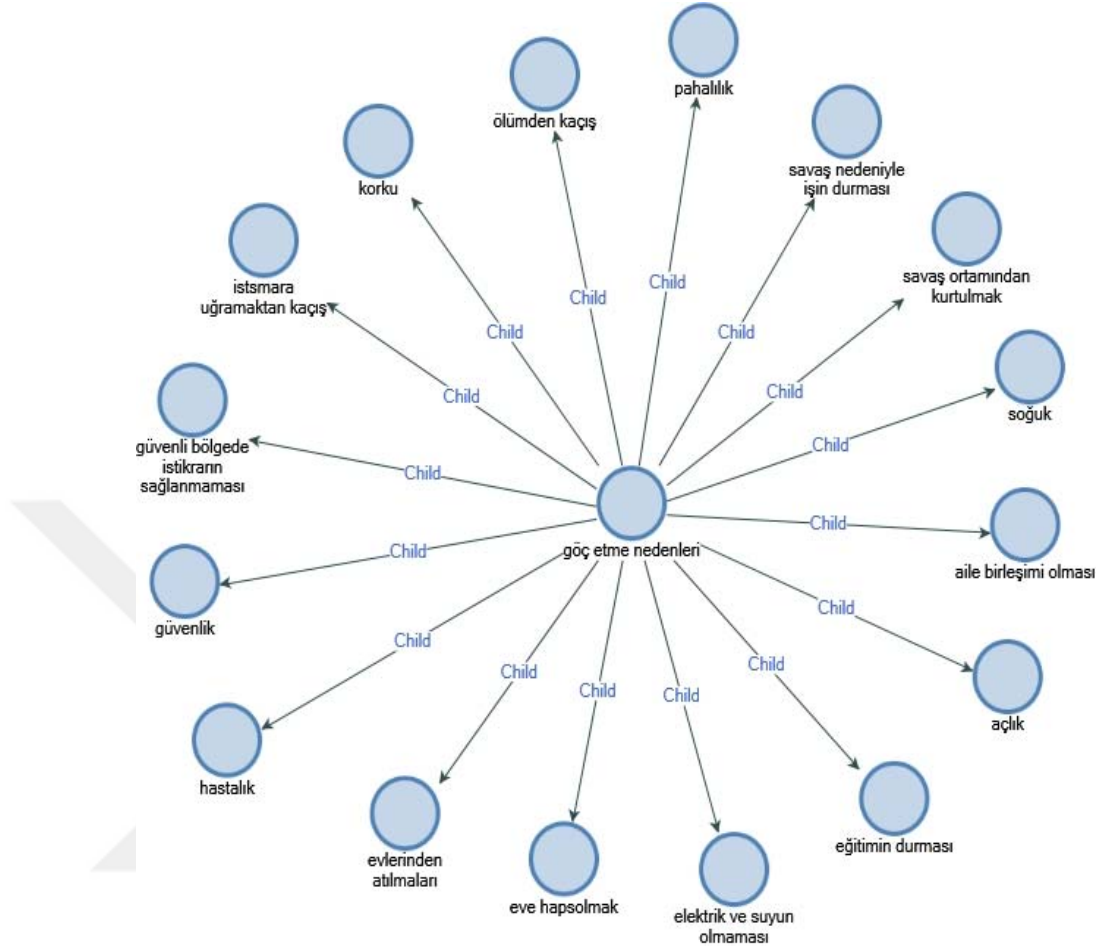 pahalılık
ölümden kaçış
savaş nedeniyle
işin durması
korku
savaş ortamından
kurtulmak
istsmara
uğramaktan kaçış
Child
Child
Child
Child
Child
Child
soğuk
güvenli bölgede
istikrarın
sağlanmaması
Child
Child
göç etme nedenleri
Child
Child
aile birleşimi olması
güvenlik
Child
Child
Child
Child
Child
Child
açlık
hastalık
eğitimin durması
evlerinden
atılmaları
eve hapsolmak
elektrik ve suyun
olmaması